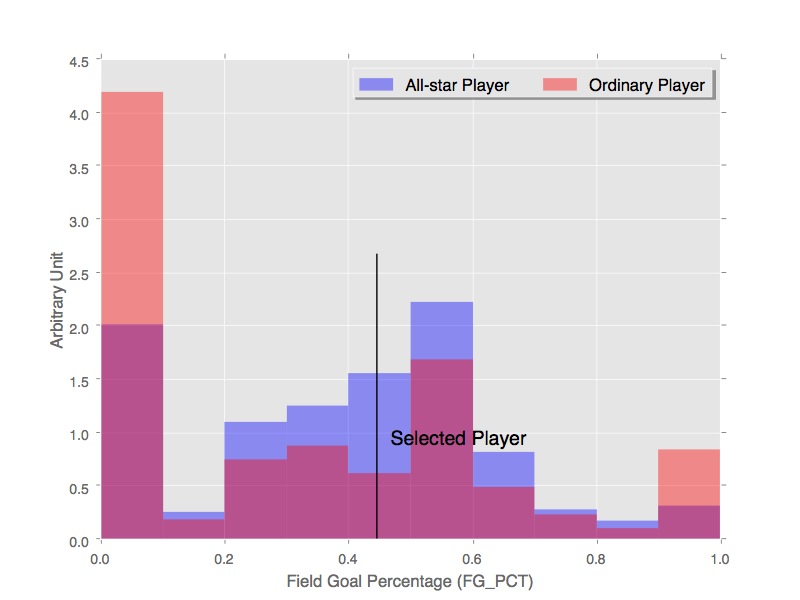 4.5
All-star Player Ordinary Player
4.0
3.5
3.0
2.5
2.0
1.5
1.0
0.5
0.0
Arbitrary Unit
Selected Player
0.0 0.2 0.4 0.6 0.8 1.0
Field Goal Percentage (FG_PCT)